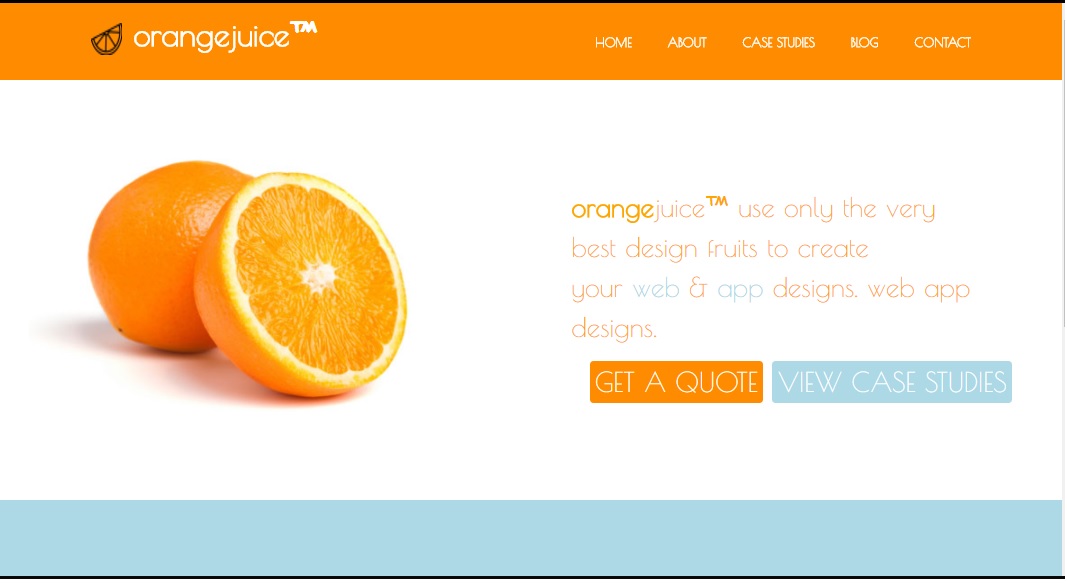 orangejuice™
HOME ABOUT CASE STUDIES BLOG CONTACT
orangejuice™ use only the very
best design fruits to create
your web & app designs. web app
designs.
GET A QUOTE VIEW CASE STUDIES